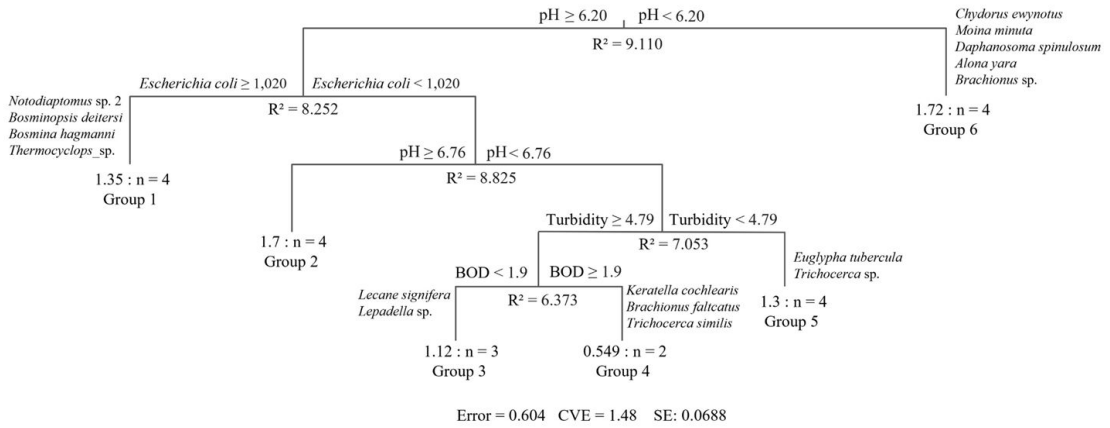 pH ≥ 6.20 pH < 6.20
R² = 9.110
Chydorus ewynotus
Moina minuta
Daphanosoma spinulosum
Alona yara
Brachionus sp.
1.72 : n = 4
Group 6
Escherichia coli ≥ 1,020 Escherichia coli < 1,020
R² = 8.252
Notodiaptomus sp. 2
Bosminopsis deitersi
Bosmina hagmanni
Thermocyclops_sp.
1.35 : n = 4
Group 1
pH ≥ 6.76 pH< 6.76
R² = 8.825
1.7 : n = 4
Group 2
Turbidity ≥ 4.79 Turbidity < 4.79
R² = 7.053
Euglypha tubercula
Trichocerca sp.
1.3 : n = 4
Group 5
BOD < 1.9 BOD ≥ 1.9
R² = 6.373
Lecane signifera
Lepadella sp.
1.12 : n = 3
Group 3
Keratella cochlearis
Brachionus faltcatus
Trichocerca similis
0.549 : n = 2
Group 4
Error = 0.604 CVE = 1.48 SE: 0.0688